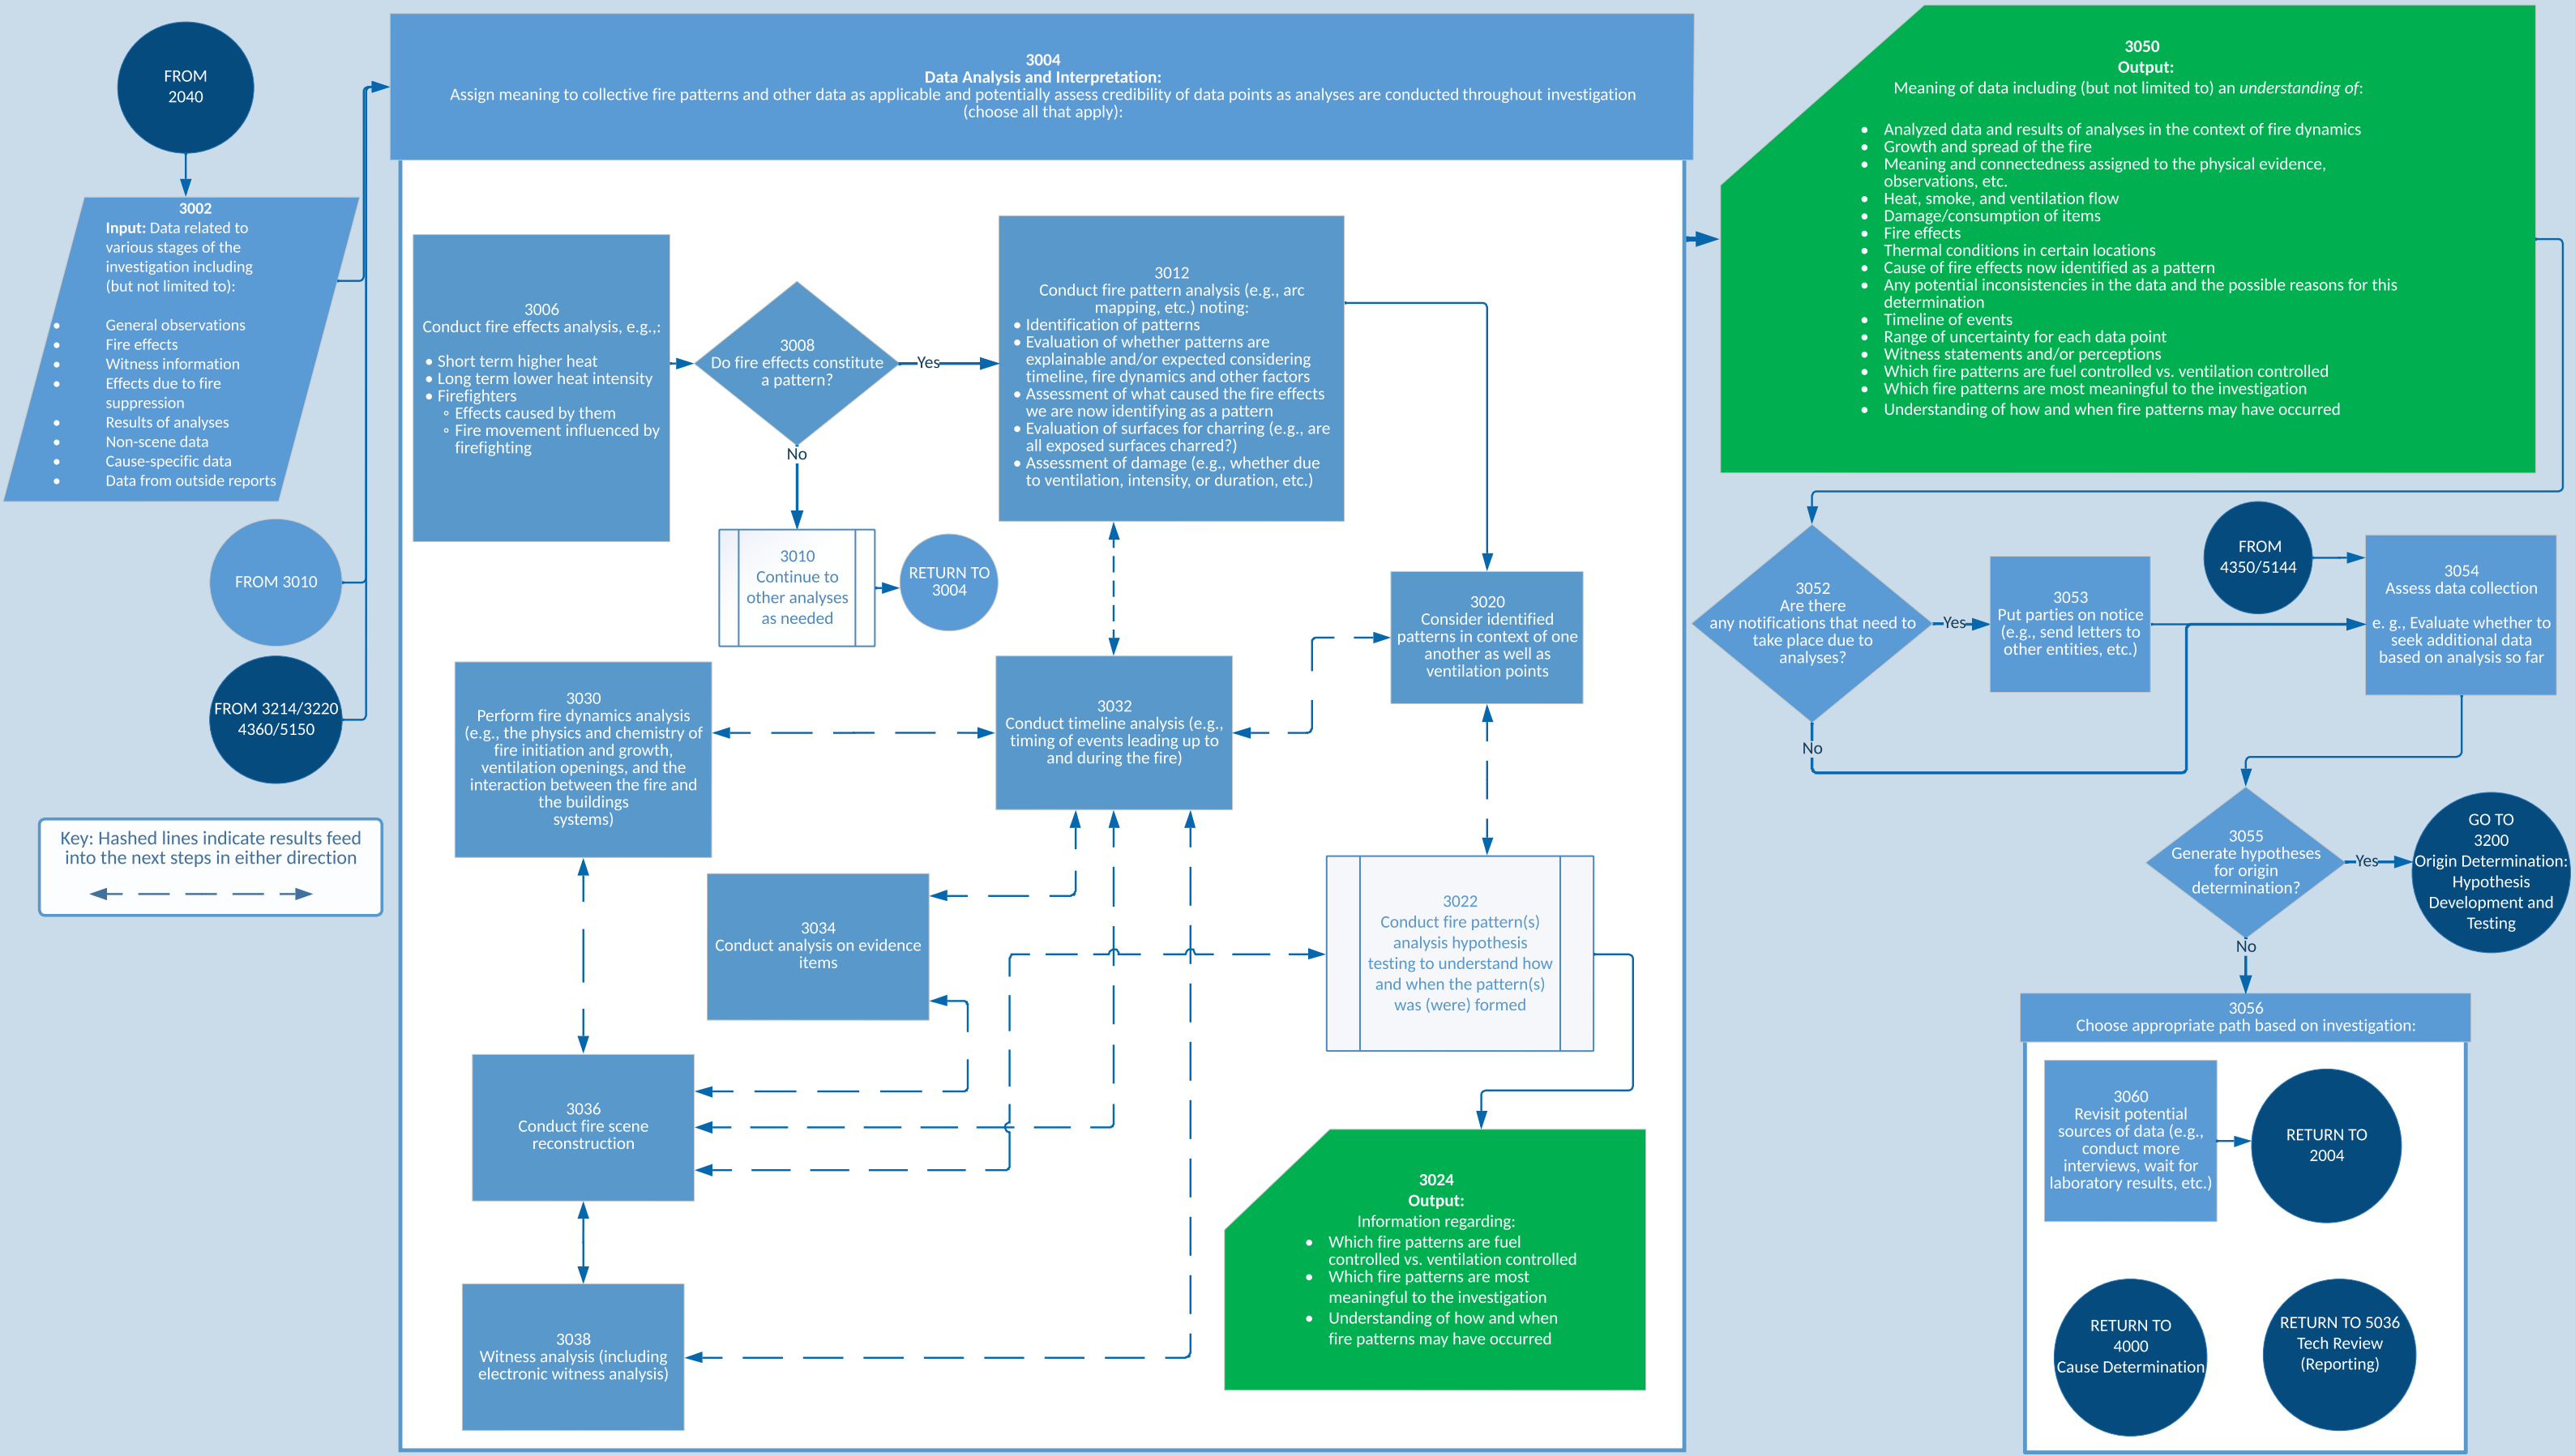 FROM
2040
3002
Input: Data related to
various stages of the
investigation including
(but not limited to):
• General observations
• Fire effects
• Witness information
• Effects due to fire
suppression
• Results of analyses
• Non-scene data
• Cause-specific data
• Data from outside reports
FROM 3010
FROM 3214/3220
4360/5150
Key: Hashed lines indicate results feed
into the next steps in either direction
3004
Data Analysis and Interpretation:
Assign meaning to collective fire patterns and other data as applicable and potentially assess credibility of data points as analyses are conducted throughout investigation
(choose all that apply):
3006
Conduct fire effects analysis, e.g.,:
• Short term higher heat
• Long term lower heat intensity
• Firefighters
◦ Effects caused by them
◦ Fire movement influenced by
firefighting
3008
Do fire effects constitute
a pattern?
Yes
No
3010
Continue to
other analyses
as needed
RETURN TO
3004
3012
Conduct fire pattern analysis (e.g., arc
mapping, etc.) noting:
• Identification of patterns
• Evaluation of whether patterns are
explainable and/or expected considering
timeline, fire dynamics and other factors
• Assessment of what caused the fire effects
we are now identifying as a pattern
• Evaluation of surfaces for charring (e.g., are
all exposed surfaces charred?)
• Assessment of damage (e.g., whether due
to ventilation, intensity, or duration, etc.)
3020
Consider identified
patterns in context of one
another as well as
ventilation points
3030
Perform fire dynamics analysis
(e.g., the physics and chemistry of
fire initiation and growth,
ventilation openings, and the
interaction between the fire and
the buildings
systems)
3032
Conduct timeline analysis (e.g.,
timing of events leading up to
and during the fire)
3034
Conduct analysis on evidence
items
3022
Conduct fire pattern(s)
analysis hypothesis
testing to understand how
and when the pattern(s)
was (were) formed
3036
Conduct fire scene
reconstruction
3038
Witness analysis (including
electronic witness analysis)
3024
Output:
Information regarding:
• Which fire patterns are fuel
controlled vs. ventilation controlled
• Which fire patterns are most
meaningful to the investigation
• Understanding of how and when
fire patterns may have occurred
3050
Output:
Meaning of data including (but not limited to) an understanding of:
• Analyzed data and results of analyses in the context of fire dynamics
• Growth and spread of the fire
• Meaning and connectedness assigned to the physical evidence,
observations, etc.
• Heat, smoke, and ventilation flow
• Damage/consumption of items
• Fire effects
• Thermal conditions in certain locations
• Cause of fire effects now identified as a pattern
• Any potential inconsistencies in the data and the possible reasons for this
determination
• Timeline of events
• Range of uncertainty for each data point
• Witness statements and/or perceptions
• Which fire patterns are fuel controlled vs. ventilation controlled
• Which fire patterns are most meaningful to the investigation
• Understanding of how and when fire patterns may have occurred
3052
Are there
any notifications that need to
take place due to
analyses?
Yes
No
3053
Put parties on notice
(e.g., send letters to
other entities, etc.)
FROM
4350/5144
3054
Assess data collection
e. g., Evaluate whether to
seek additional data
based on analysis so far
3055
Generate hypotheses
for origin
determination?
Yes
No
GO TO
3200
Origin Determination:
Hypothesis
Development and
Testing
3056
Choose appropriate path based on investigation:
3060
Revisit potential
sources of data (e.g.,
conduct more
interviews, wait for
laboratory results, etc.)
RETURN TO
2004
RETURN TO
4000
Cause Determination
RETURN TO 5036
Tech Review
(Reporting)